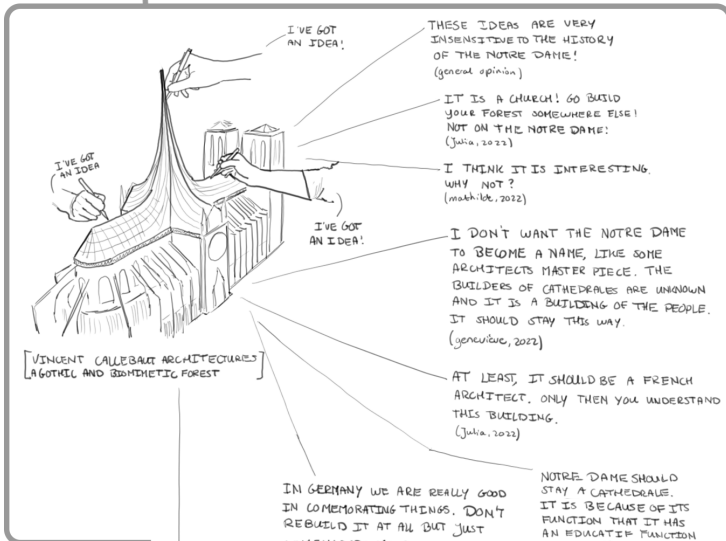 I'VE GOT
AN IDEA!
I'VE GOT
AN IDEA
I'VE GOT
AN IDEA!
THESE IDEAS ARE VERY
INSENSITIVE TO THE HISTORY
OF THE NOTRE DAME!
(general opinion)
IT IS A CHURCH! GO BUILD
YOUR FOREST SOMEWHERE ELSE!
NOT ON THE NOTRE DAME!
(Julia, 2022)
I THINK IT IS INTERESTING.
WHY NOT?
(mathilde, 2022)
I DON'T WANT THE NOTRE DAME
TO BECOME A NAME, LIKE SOME
ARCHITECTS MASTER PIECE. THE
BUILDERS OF CATHEDRALES ARE UNKNOWN
AND IT IS A BUILDING OF THE PEOPLE.
IT SHOULD STAY THIS WAY.
(genevieve, 2022)
[VINCENT CALLEBAUT ARCHITECTURES]
A GOTHIC AND BIOMIMETIC FOREST
AT LEAST, IT SHOULD BE A FRENCH
ARCHITECT. ONLY THEN YOU UNDERSTAND
THIS BUILDING.
(Julia, 2022)
IN GERMANY WE ARE REALLY GOOD
IN COMEMORATING THINGS. DON'T
REBUILD IT AT ALL BUT JUST
NOTRE DAME SHOULD
STAY A CATHEDRALE.
IT IS BECAUSE OF ITS
FUNCTION THAT IT HAS
AN EDUCATIF FUNCTION